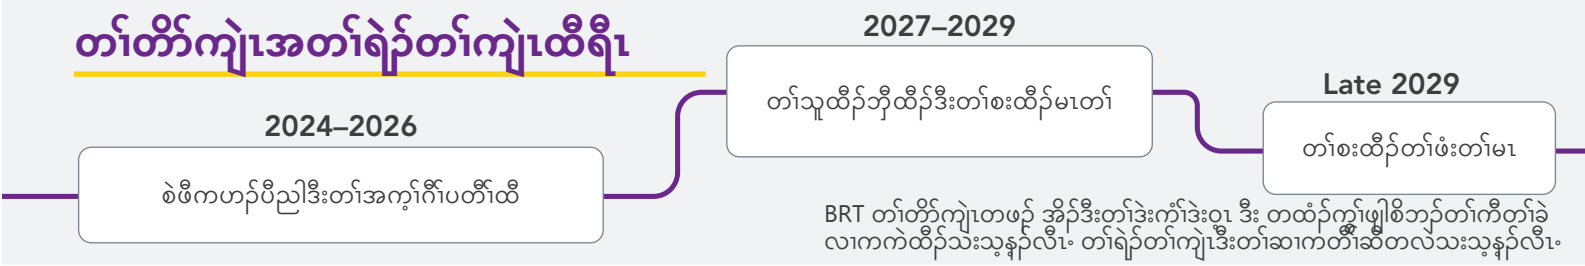 တၢ်တိာ်ကျဲၤအတၢ်ရဲၣ်တၢ်ကျဲၤထီရီၤ
2024–2026
စဲဖီကဟၣ်ပီညါဒီးတၢ်အက့ၢ်ဂီၢ်ပတီၢ်ထီ
2027–2029
တၢ်သူထီၣ်ဘှီထီၣ်ဒီးတၢ်စးထီၣ်မၤတၢ်
Late 2029
တၢ်စးထီၣ်တၢ်ဖံးတၢ်မၤ
BRT တၢ်တိာ်ကျဲၤတဖၣ် အိၣ်ဒီးတၢ်ဒဲးကံၢ်ဒဲးဝ့ၤ ဒီး တထံၣ်ကွၢ်ဖျါစိဘၣ်တၢ်ကီတၢ်ခဲ
လၢကကဲထီၣ်သးသ့န့ၣ်လီၤႉ တၢ်ရဲၣ်တၢ်ကျဲၤဒီးတၢ်ဆၢကတီၢ်ဆီတလဲသးသ့န့ၣ်လီၤႉ